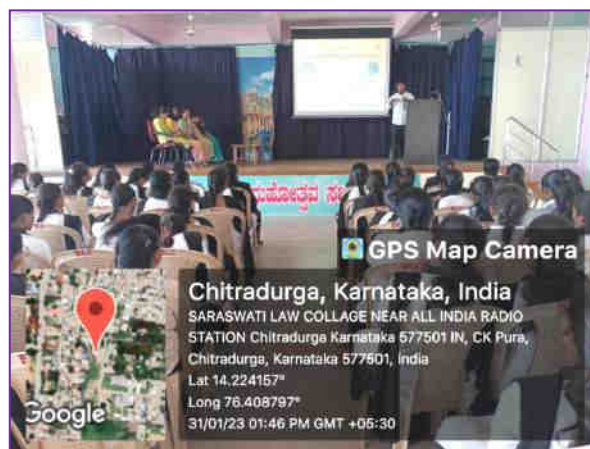 ಮಹೋತ್ಸವ
GPS Map Camera
Chitradurga, Karnataka, India
SARASWATI LAW COLLAGE NEAR ALL INDIA RADIO
STATION Chitradurga Karnataka 577501 IN, CK Pura,
Chitradurga, Karnataka 577501, India
Lat 14.224157°
Long 76.408797°
31/01/23 01:46 PM GMT +05:30
Google